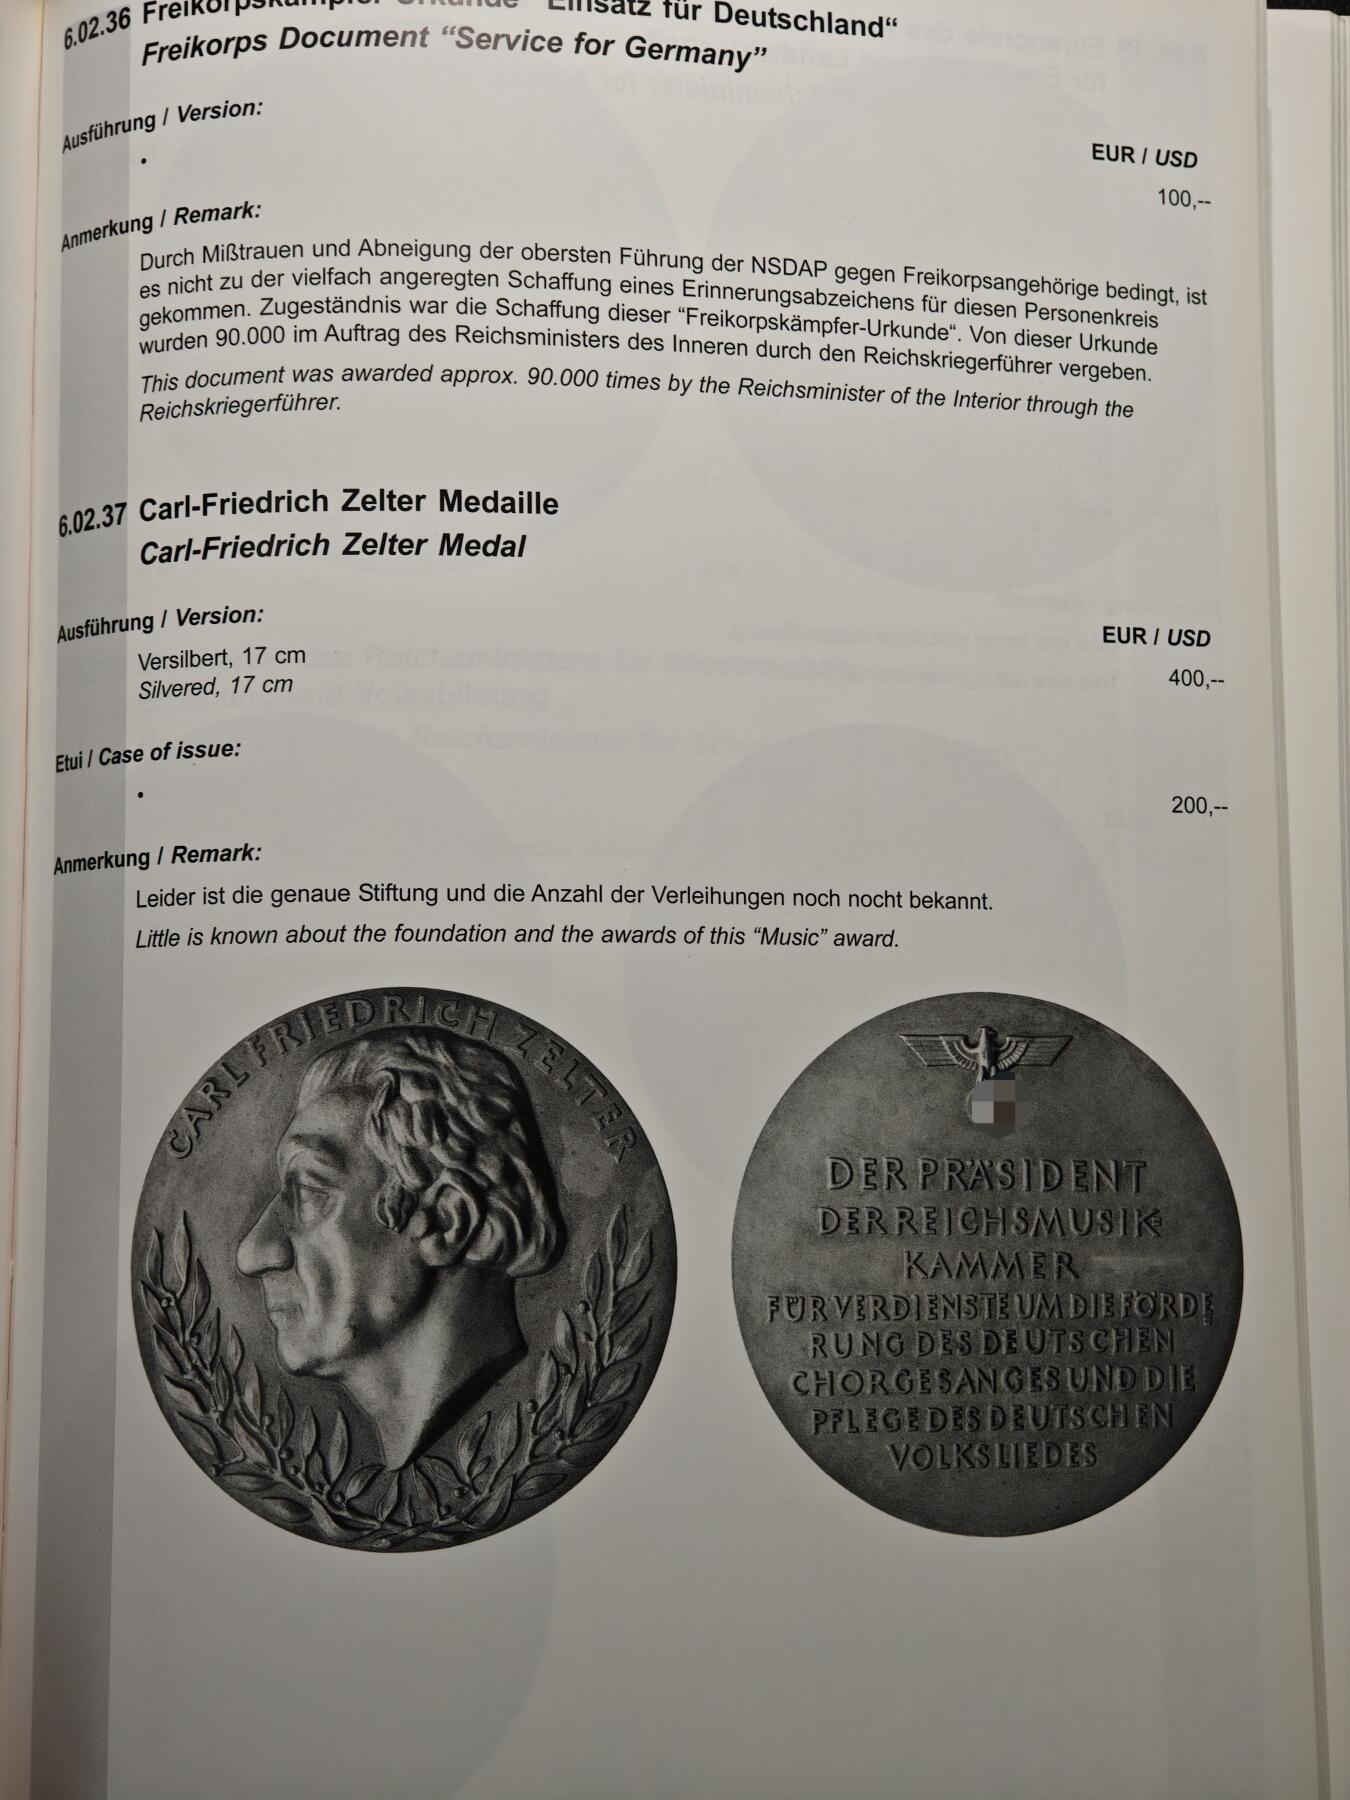 6.02.36 Freikorpskämpfer-Urkunde "Einsatz für Deutschland“
Freikorps Document “Service for Germany”
Ausführung / Version:
EUR / USD
•
100,--
Anmerkung / Remark:
Durch Mißtrauen und Abneigung der obersten Führung der NSDAP gegen Freikorpsangehörige bedingt, ist
es nicht zu der vielfach angeregten Schaffung eines Erinnerungsabzeichens für diesen Personenkreis
gekommen. Zugeständnis war die Schaffung dieser “Freikorpskämpfer-Urkunde“. Von dieser Urkunde
wurden 90.000 im Auftrag des Reichsministers des Inneren durch den Reichskriegerführer vergeben.
This document was awarded approx. 90.000 times by the Reichsminister of the Interior through the
Reichskriegerführer.
6.02.37 Carl-Friedrich Zelter Medaille
Carl-Friedrich Zelter Medal
Ausführung / Version:
EUR / USD
Versilbert, 17 cm
400,--
Silvered, 17 cm
Etui / Case of issue:
•
200,--
Anmerkung / Remark:
Leider ist die genaue Stiftung und die Anzahl der Verleihungen noch nocht bekannt.
Little is known about the foundation and the awards of this “Music” award.
CARL FRIEDRICH ZELTER
DER PRÄSIDENT
DER REICHSMUSIK
KAMMER
FÜR VERDIENSTE UM DIE FÖRDE
RUNG DES DEUTSCHEN
CHORGESANGES UND DIE
PFLEGE DES DEUTSCHEN
VOLKSLIEDES